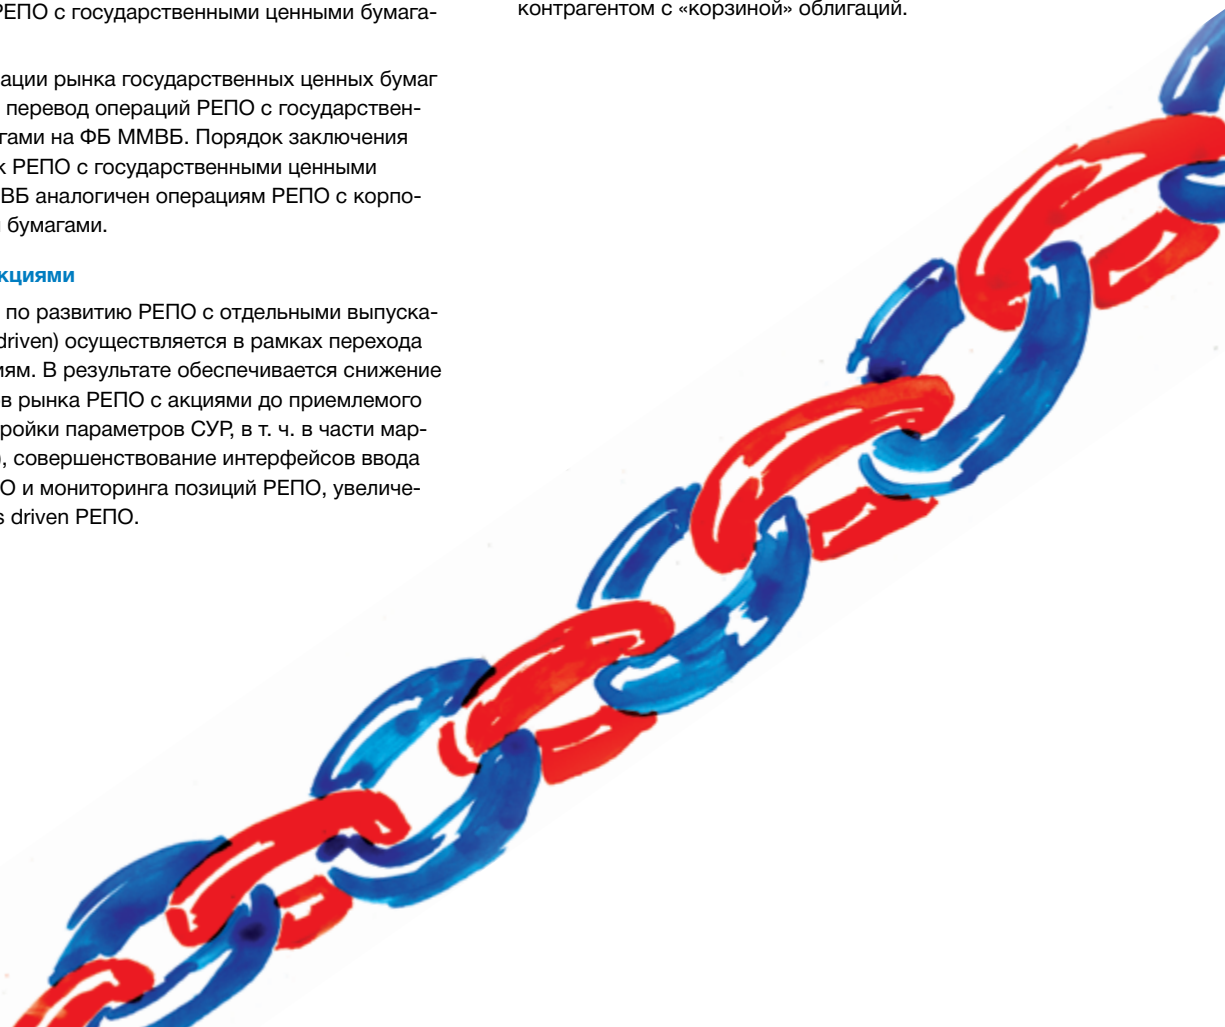 РЕПО с государственными ценными бумага-
ации рынка государственных ценных бумаг
перевод операций РЕПО с государствен-
гами на ФБ ММВБ. Порядок заключения
к РЕПО с государственными ценными
ВБ аналогичен операциям РЕПО с корпо-
бумагами.
кциями
по развитию РЕПО с отдельными выпуска-
driven) осуществляется в рамках перехода
иям. В результате обеспечивается снижение
в рынка РЕПО с акциями до приемлемого
ройки параметров СУР, в т. ч. в части мар-
), совершенствование интерфейсов ввода
О и мониторинга позиций РЕПО, увеличе-
s driven РЕПО.
контрагентом с «корзиной» облигаций.